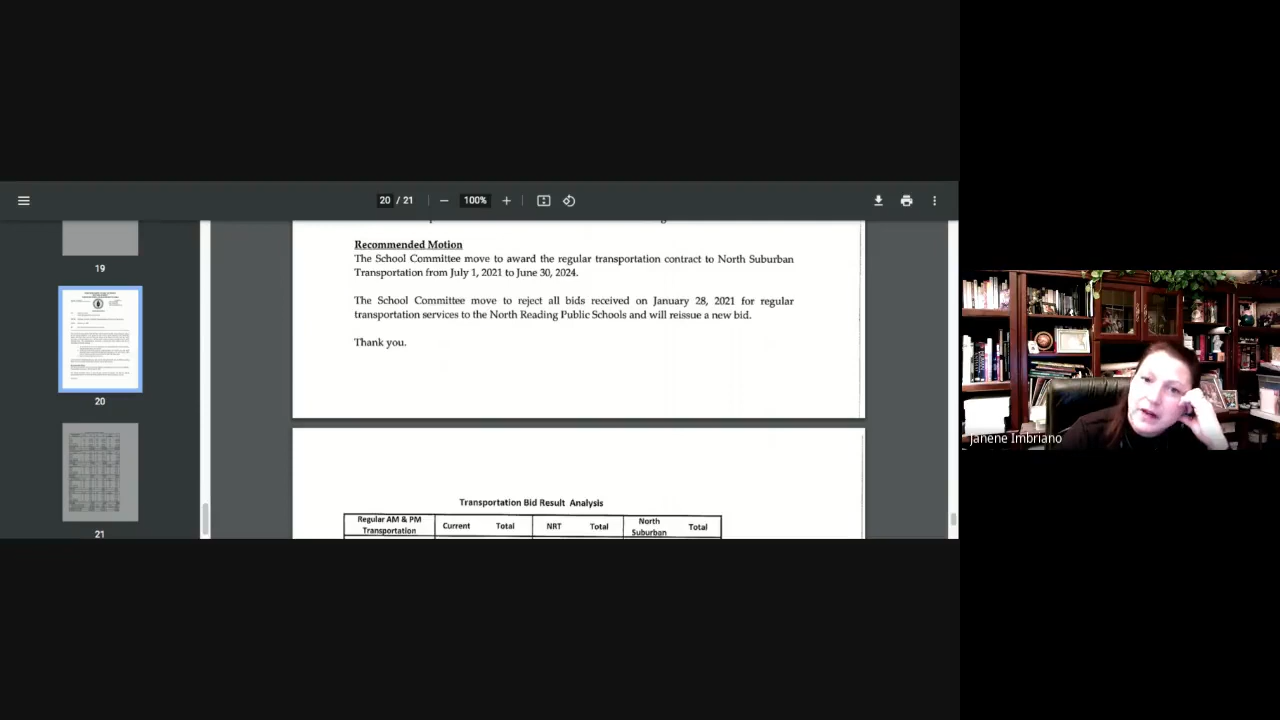 20 / 21
100%
19
20
21
Recommended Motion
The School Committee move to award the regular transportation contract to North Suburban
Transportation from July 1, 2021 to June 30, 2024.
The School Committee move to reject all bids received on January 28, 2021 for regular
transportation services to the North Reading Public Schools and will reissue a new bid.
Thank you.
Transportation Bid Result Analysis
Regular AM & PM Transportation
Current
Total
NRT
Total
North Suburban
Total
Janene Imbriano